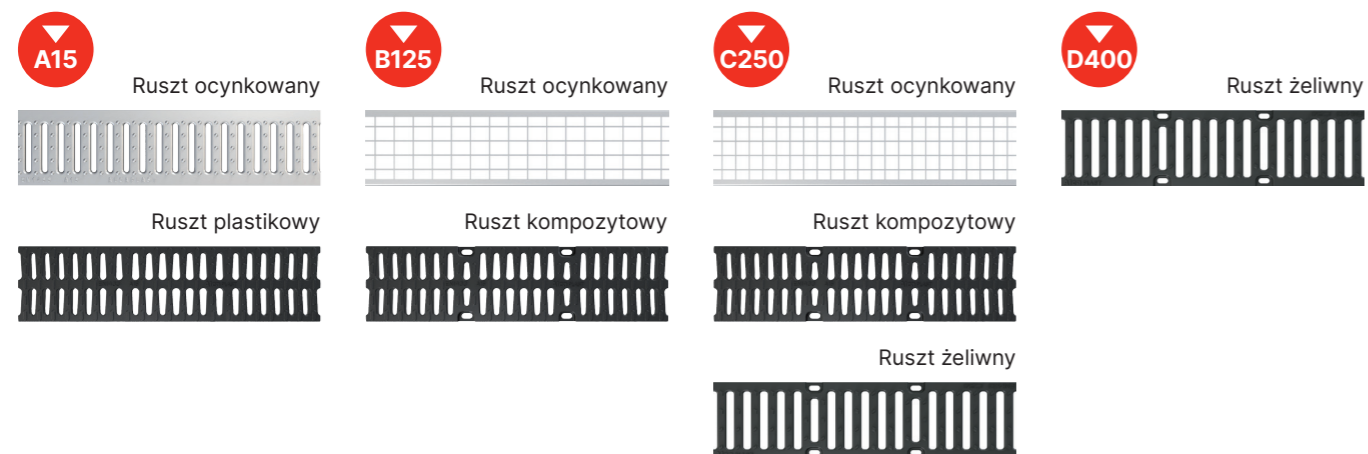 A15
Ruszt ocynkowany
Ruszt plastikowy
B125
Ruszt ocynkowany
Ruszt kompozytowy
C250
Ruszt ocynkowany
Ruszt kompozytowy
Ruszt żeliwny
D400
Ruszt żeliwny